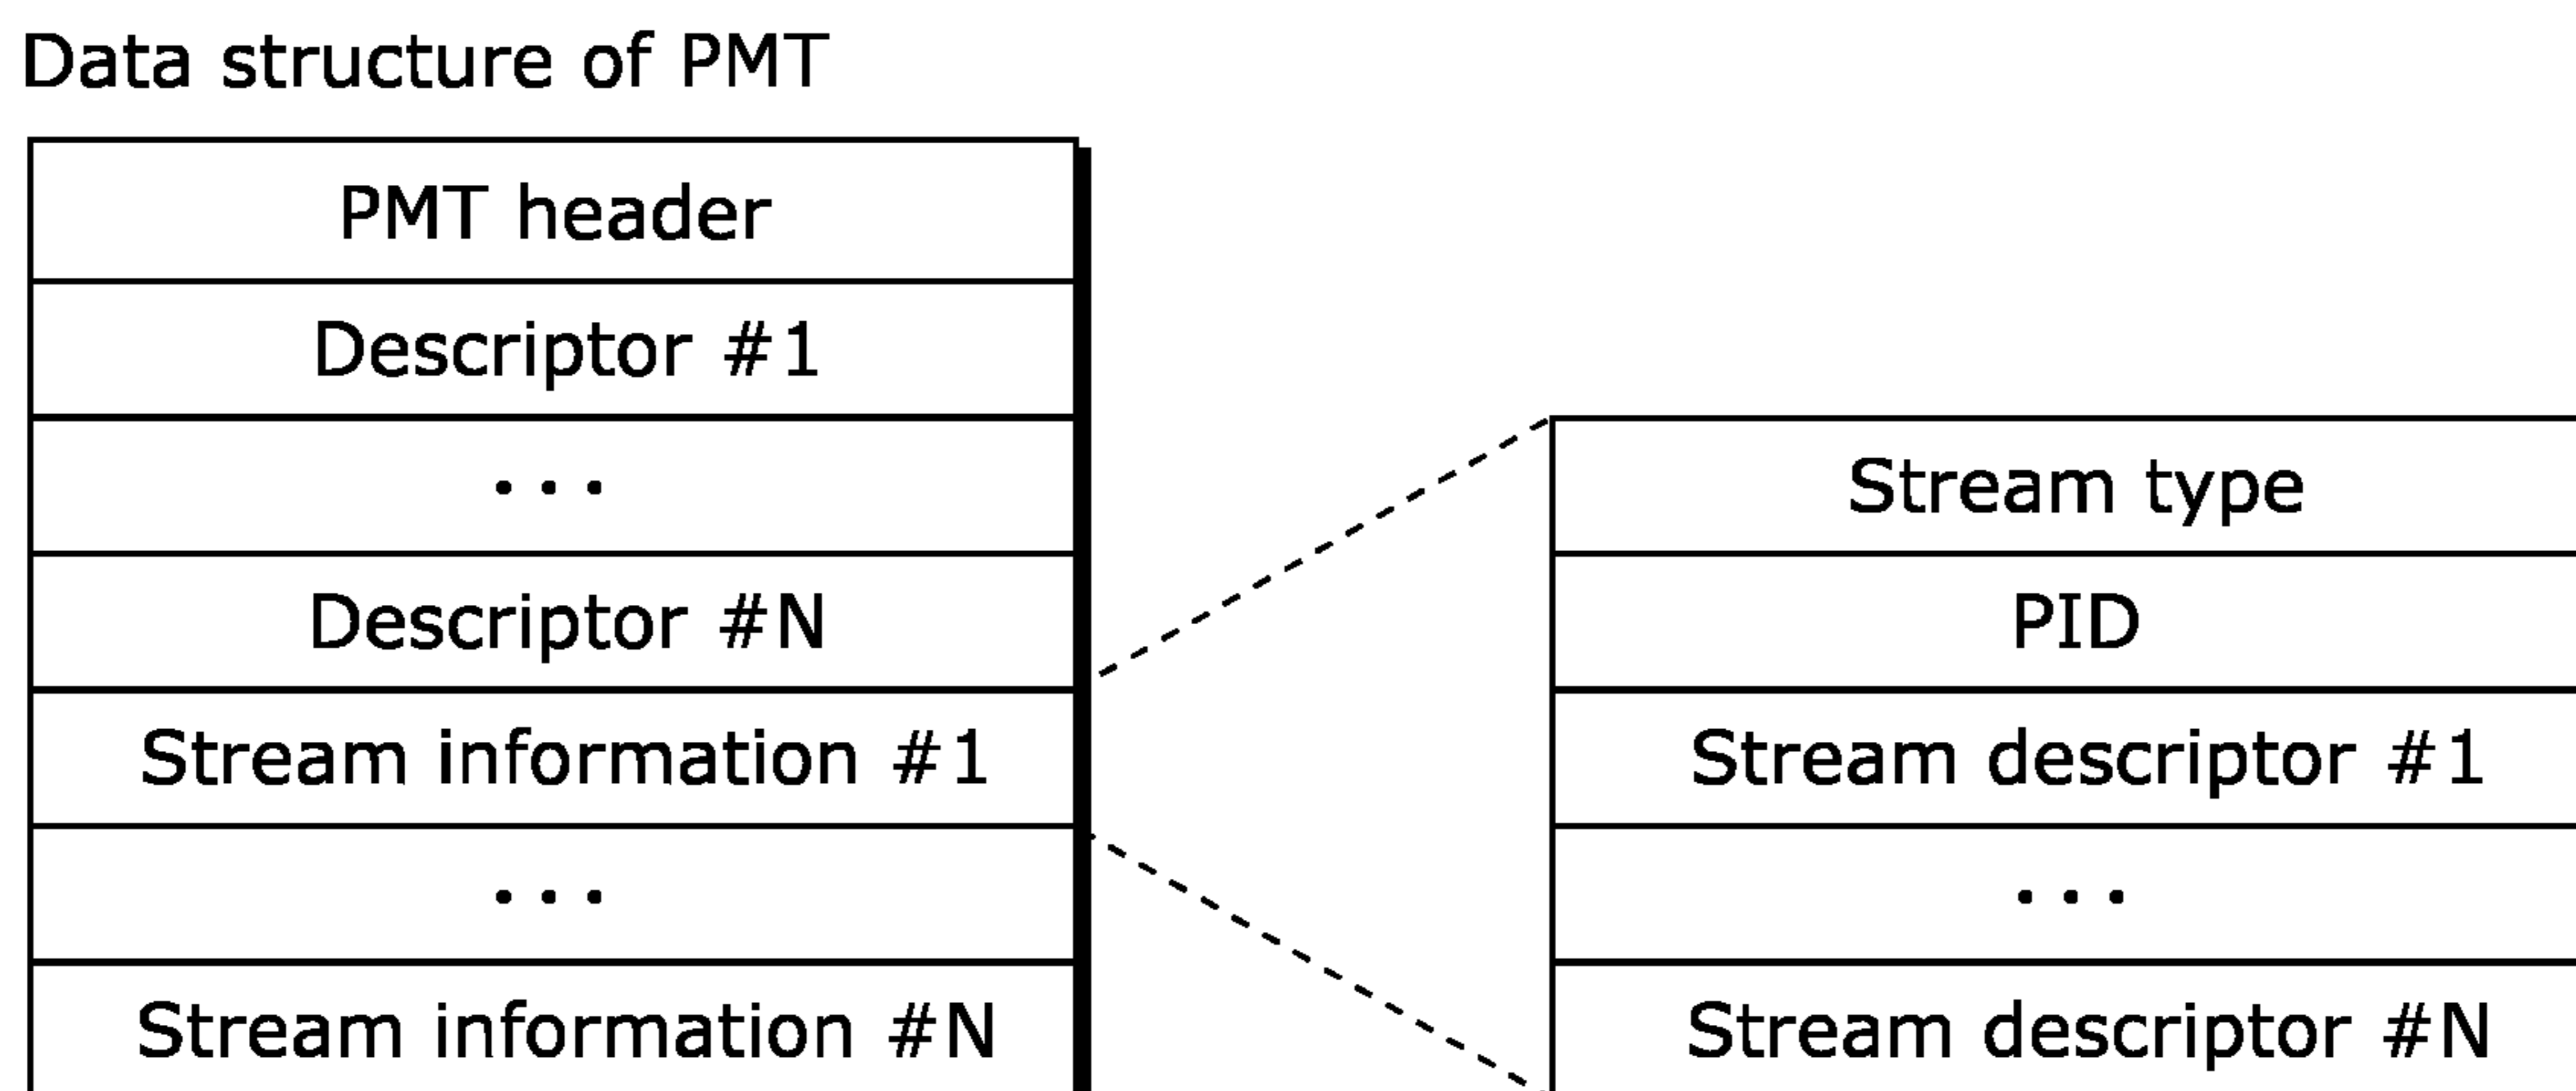 Data structure of PMT
PMT header
Descriptor #1
...
Descriptor #N
Stream information #1
...
Stream information #N
Stream type
PID
Stream descriptor #1
...
Stream descriptor #N